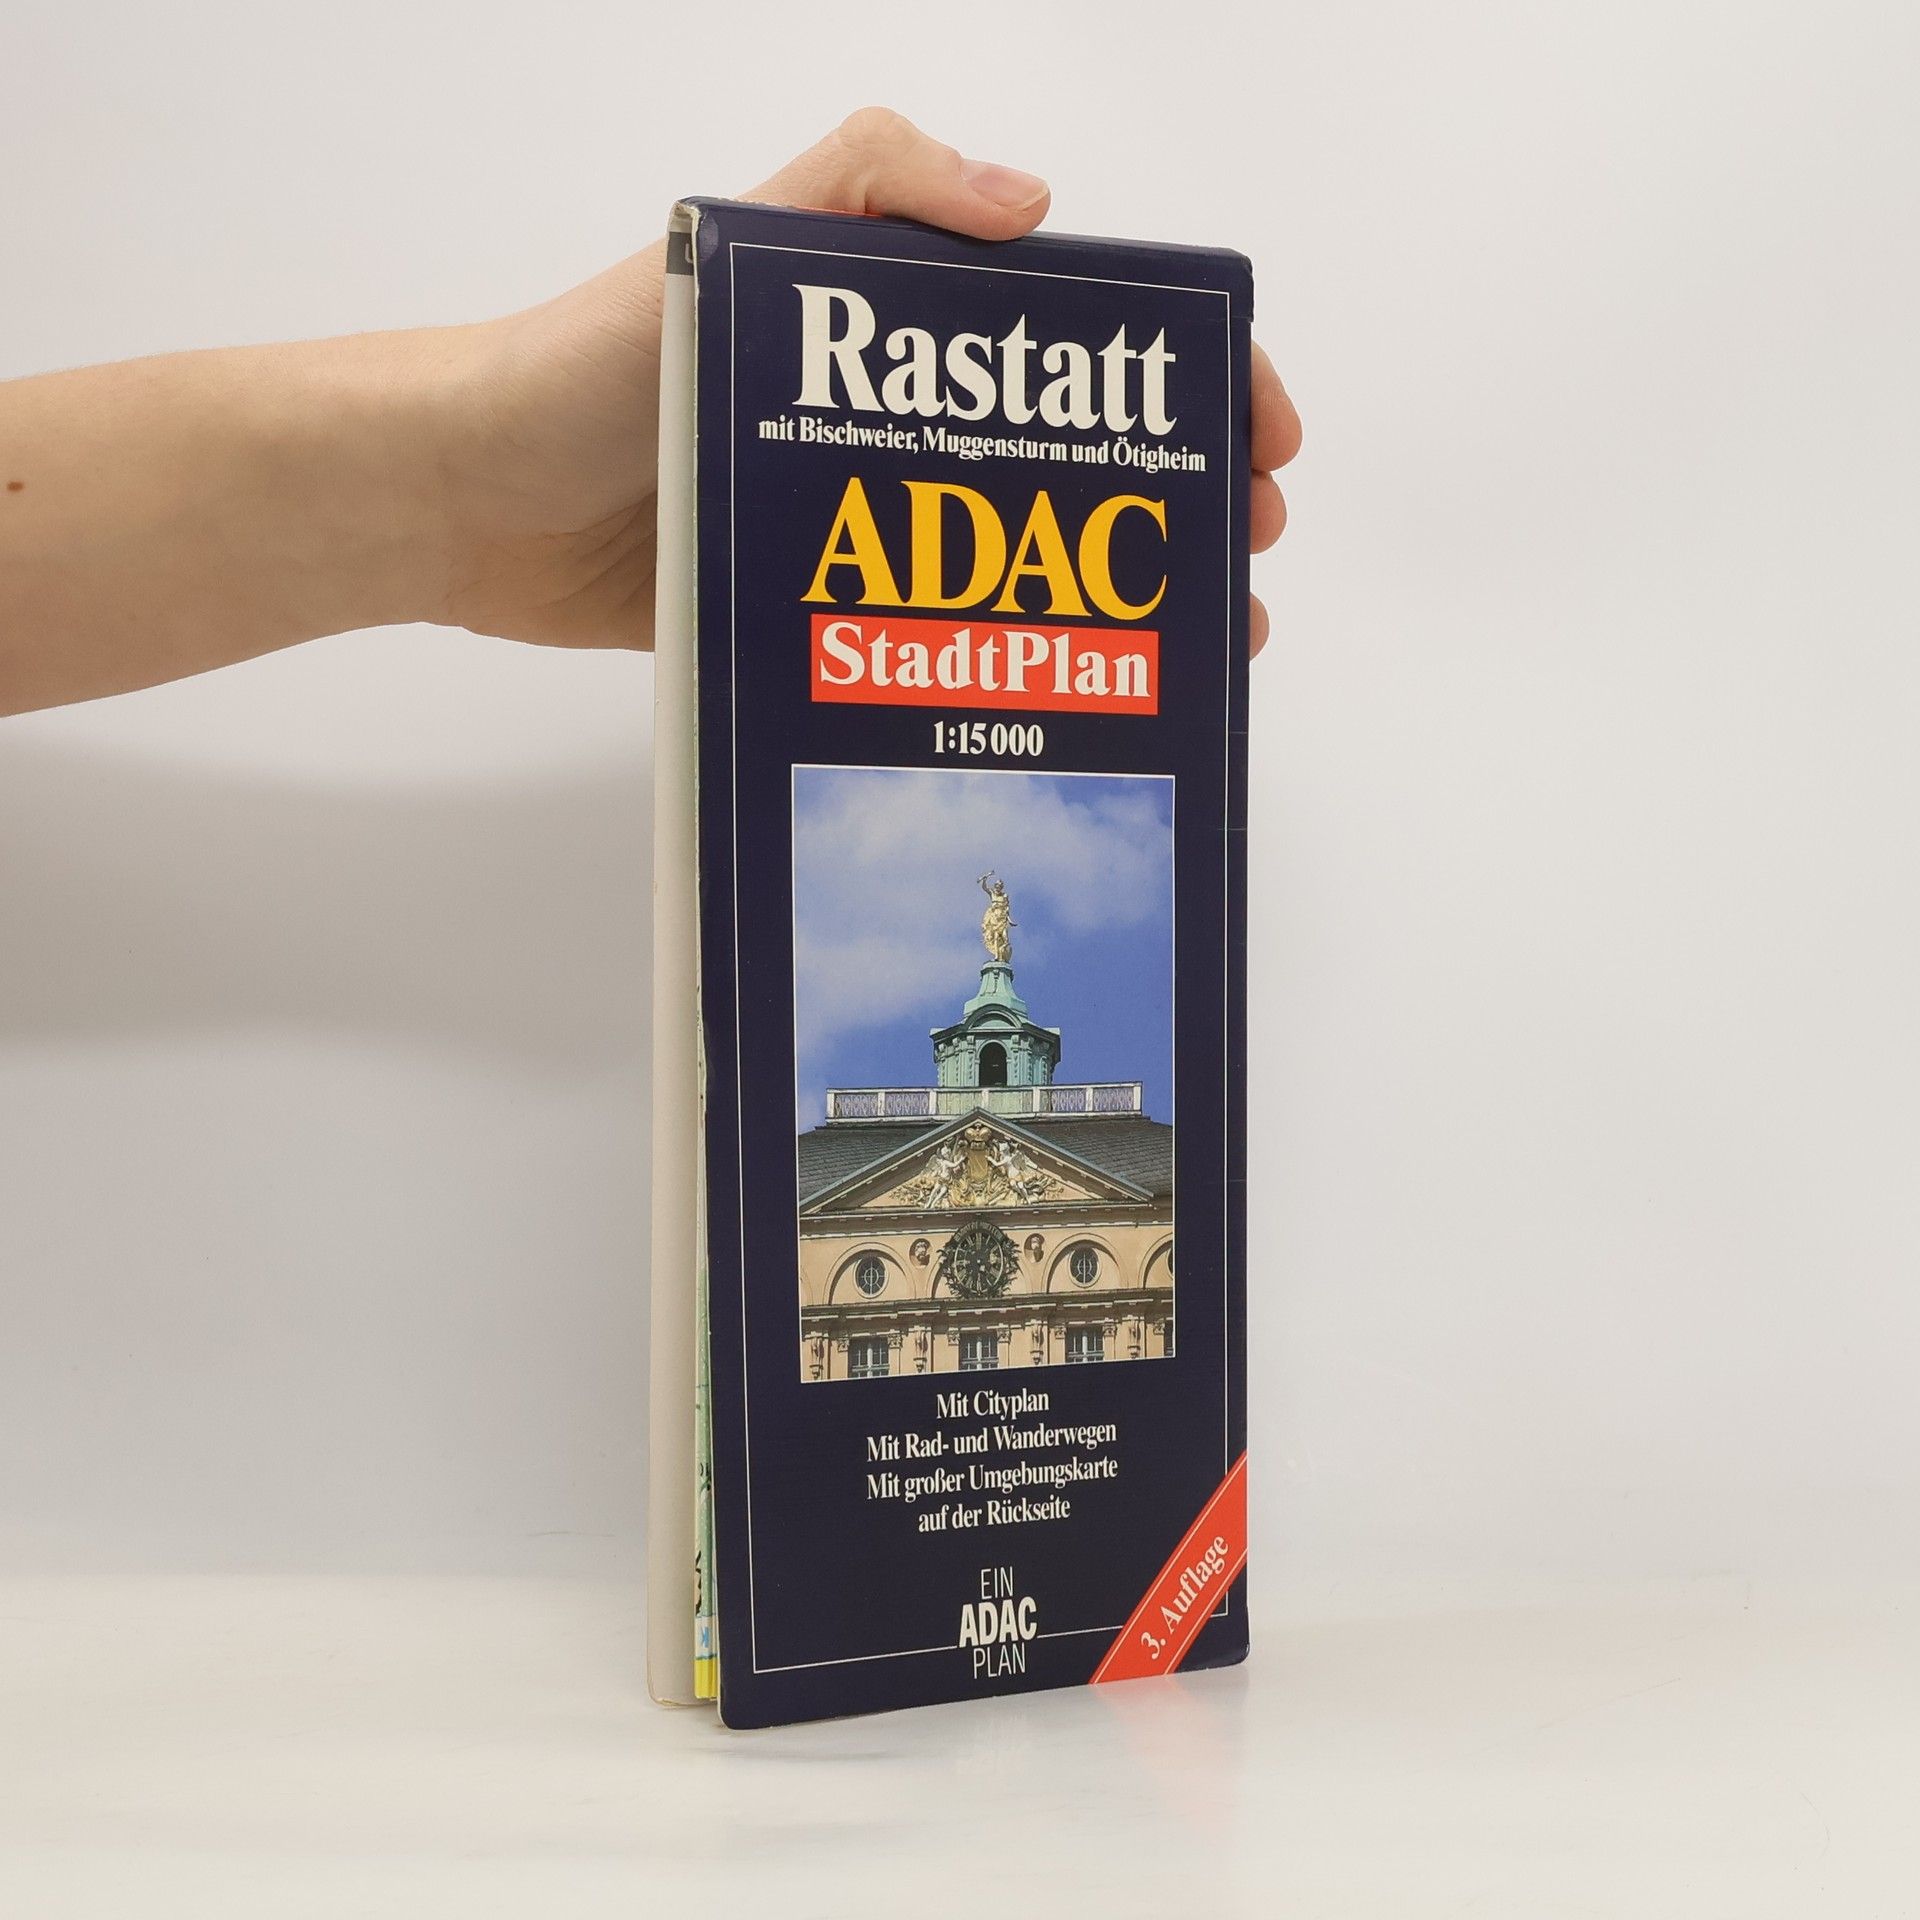 Rastatt
mit Bischweier, Muggensturm und Ötigheim
ADAC
StadtPlan
1:15 000
Mit Cityplan
Mit Rad- und Wanderwegen
Mit großer Umgebungskarte
auf der Rückseite
EIN
ADAC
PLAN
3. Auflage